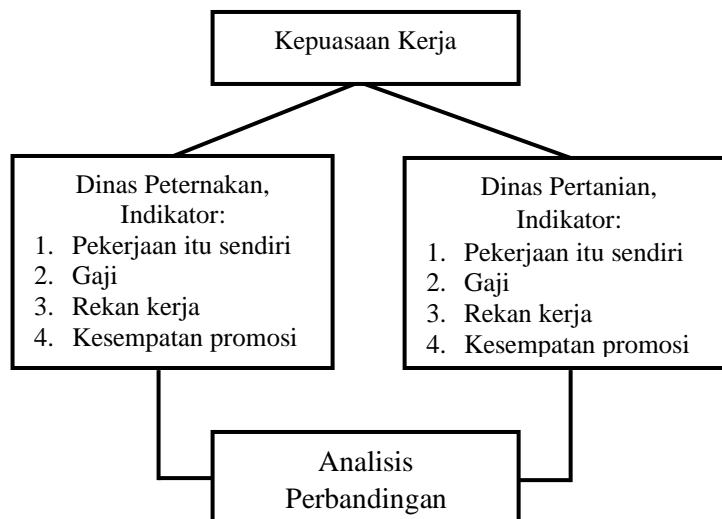 Kepuasaan Kerja
Dinas Peternakan,
Indikator:
1. Pekerjaan itu sendiri
2. Gaji
3. Rekan kerja
4. Kesempatan promosi
Dinas Pertanian,
Indikator:
1. Pekerjaan itu sendiri
2. Gaji
3. Rekan kerja
4. Kesempatan promosi
Analisis
Perbandingan